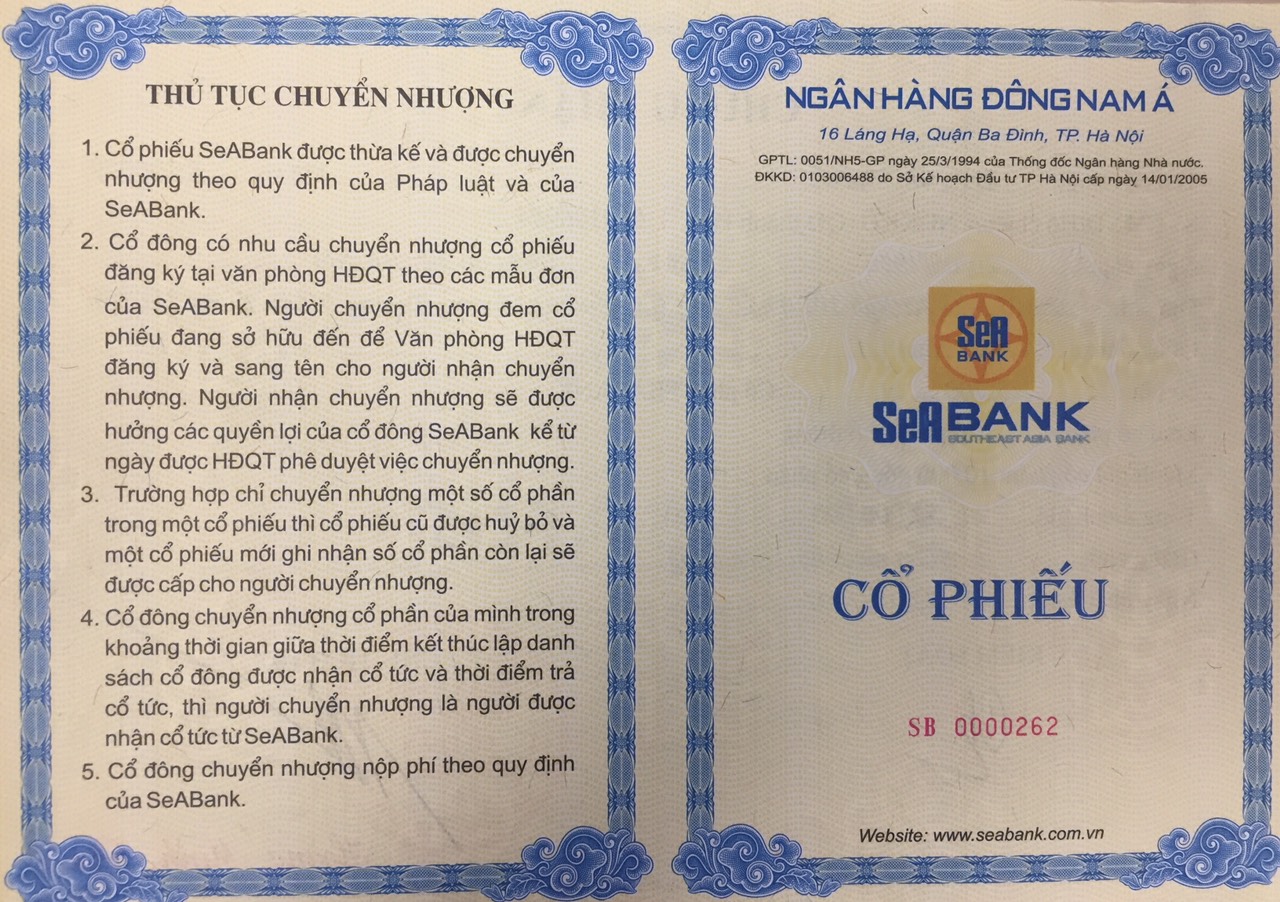 THỦ TỤC CHUYỂN NHƯỢNG
1. Cổ phiếu SeABank được thừa kế và được chuyển
nhượng theo quy định của Pháp luật và của
SeABank.
2. Cổ đông có nhu cầu chuyển nhượng cổ phiếu
đăng ký tại văn phòng HĐQT theo các mẫu đơn
của SeABank. Người chuyển nhượng đem cổ
phiếu đang sở hữu đến để Văn phòng HĐQT
đăng ký và sang tên cho người nhận chuyển
nhượng. Người nhận chuyển nhượng sẽ được
hưởng các quyền lợi của cổ đông SeABank kể từ
ngày được HĐQT phê duyệt việc chuyển nhượng.
3. Trường hợp chỉ chuyển nhượng một số cổ phần
trong một cổ phiếu thì cổ phiếu cũ được huỷ bỏ và
một cổ phiếu mới ghi nhận số cổ phần còn lại sẽ
được cấp cho người chuyển nhượng.
4. Cổ đông chuyển nhượng cổ phần của mình trong
khoảng thời gian giữa thời điểm kết thúc lập danh
sách cổ đông được nhận cổ tức và thời điểm trả
cổ tức, thì người chuyển nhượng là người được
nhận cổ tức từ SeABank.
5. Cổ đông chuyển nhượng nộp phí theo quy định
của SeABank.
NGÂN HÀNG ĐÔNG NAM Á
16 Láng Hạ, Quận Ba Đình, TP. Hà Nội
GPTL: 0051/NH5-GP ngày 25/3/1994 của Thống đốc Ngân hàng Nhà nước.
ĐKKD: 0103006488 do Sở Kế hoạch Đầu tư TP Hà Nội cấp ngày 14/01/2005
SeA
BANK
SeABANK
SOUTHEAST ASIA BANK
CỔ PHIẾU
SB 0000262
Website: www.seabank.com.vn